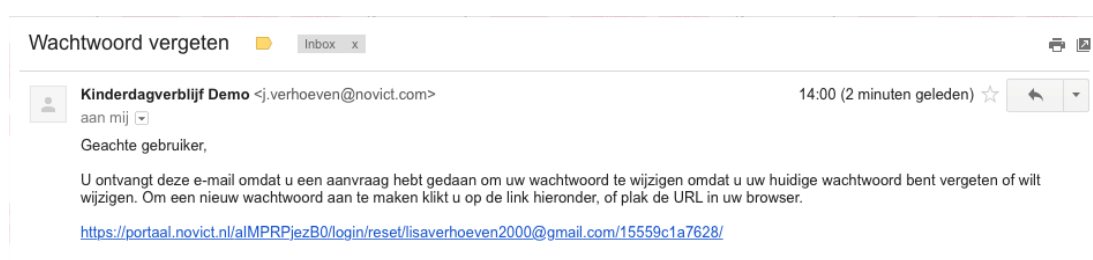 Wachtwoord vergeten Inbox x
Kinderdagverblijf Demo <j.verhoeven@novict.com> 14:00 (2 minuten geleden)
aan mij
Geachte gebruiker,
U ontvangt deze e-mail omdat u een aanvraag hebt gedaan om uw wachtwoord te wijzigen omdat u uw huidige wachtwoord bent vergeten of wilt
wijzigen. Om een nieuw wachtwoord aan te maken klikt u op de link hieronder, of plak de URL in uw browser.
https://portaal.novict.nl/alMPRPjezB0/login/reset/lisaverhoeven2000@gmail.com/15559c1a7628/